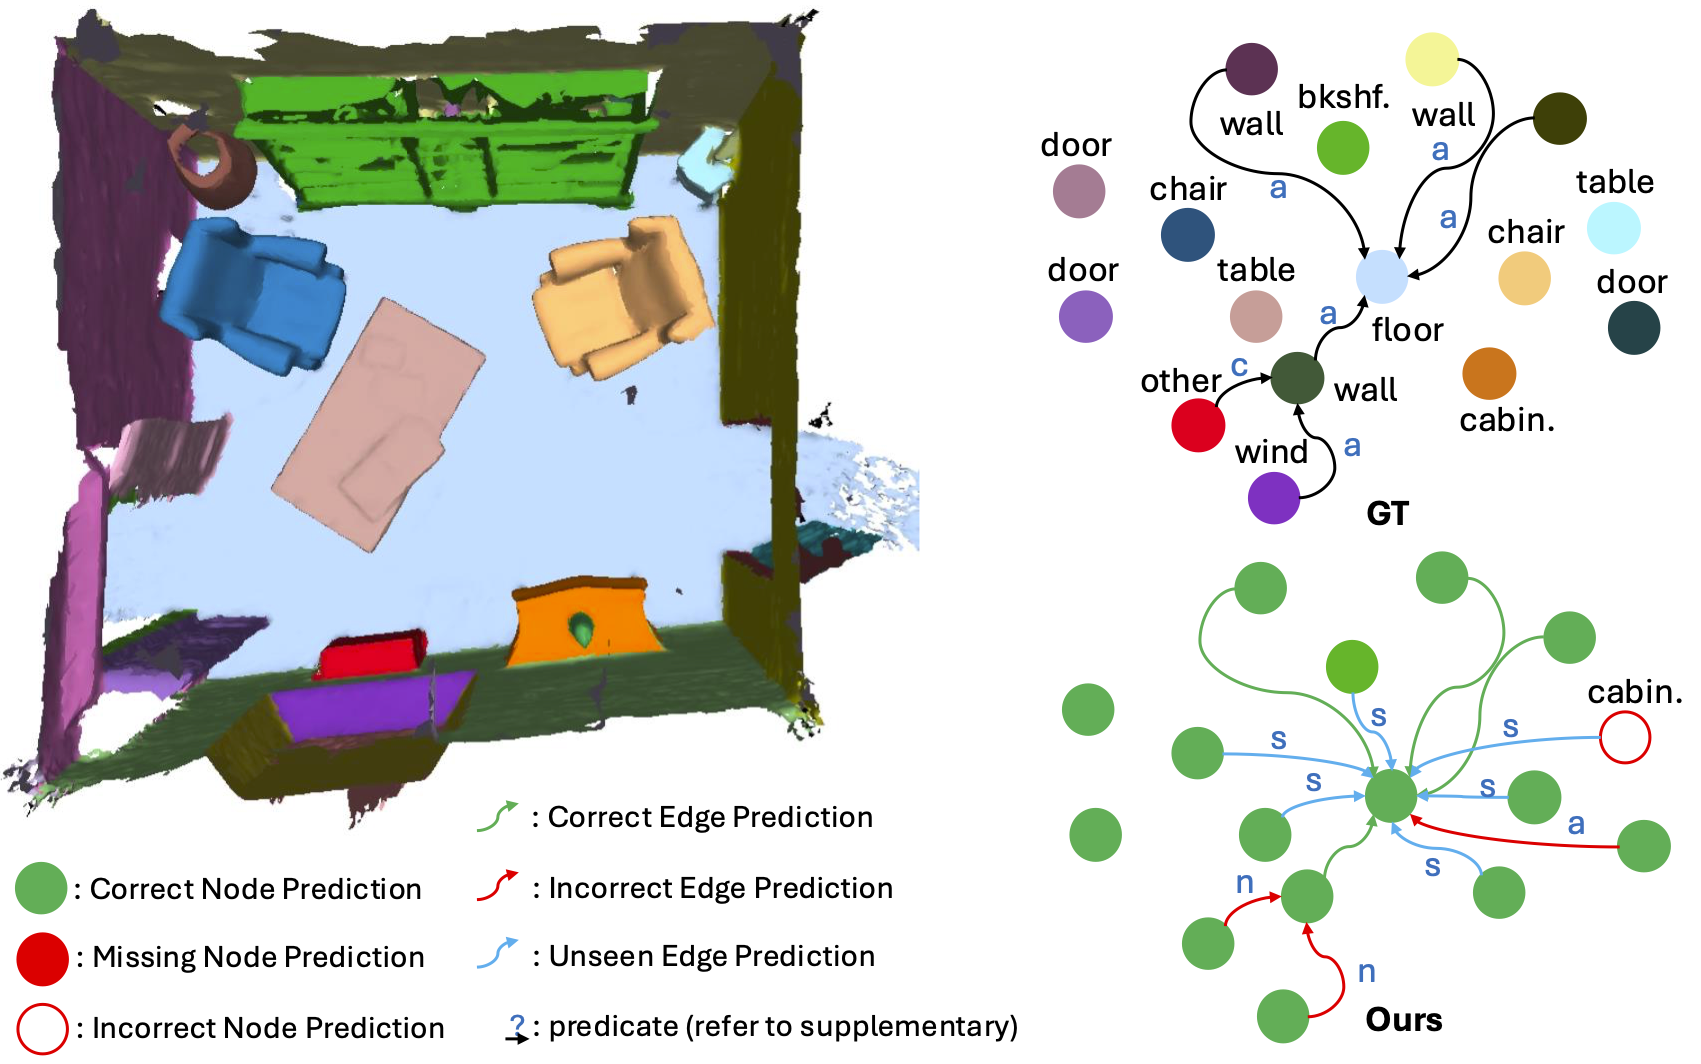 wall
bkshf.
wall
door
chair
a
a
a
table
door
table
chair
door
a
floor
other
c
wall
cabin.
wind
a
GT
cabin.
s
s
s
s
s
a
s
n
n
Ours
: Correct Edge Prediction
: Correct Node Prediction
: Incorrect Edge Prediction
: Missing Node Prediction
: Unseen Edge Prediction
: Incorrect Node Prediction
? : predicate (refer to supplementary)